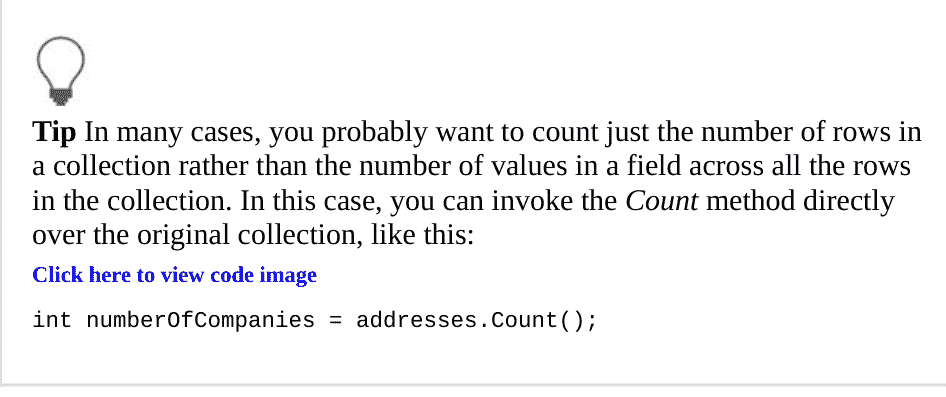 Tip In many cases, you probably want to count just the number of rows in
a collection rather than the number of values in a field across all the rows
in the collection. In this case, you can invoke the Count method directly
over the original collection, like this:
Click here to view code image
int numberOfCompanies = addresses.Count();